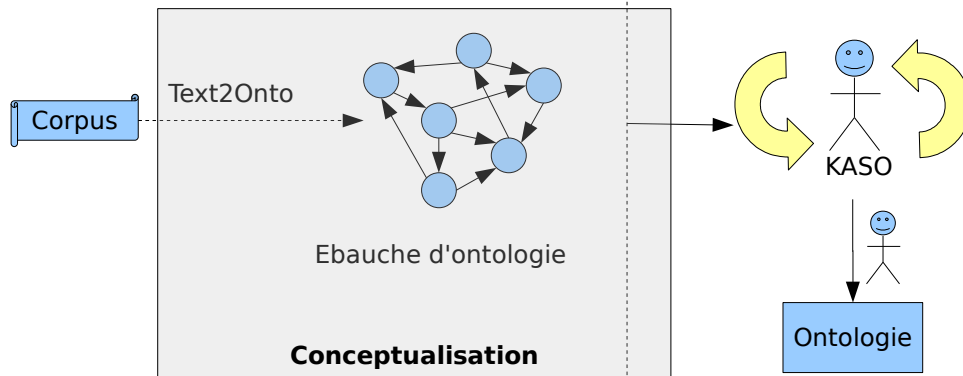 Text2Onto
Corpus
KASO
Ebauche d'ontologie
Ontologie
Conceptualisation